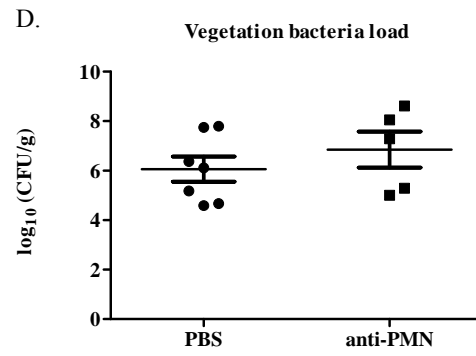 D.
Vegetation bacteria load
log10 (CFU/g)
10
8
6
4
2
0
PBS
anti-PMN